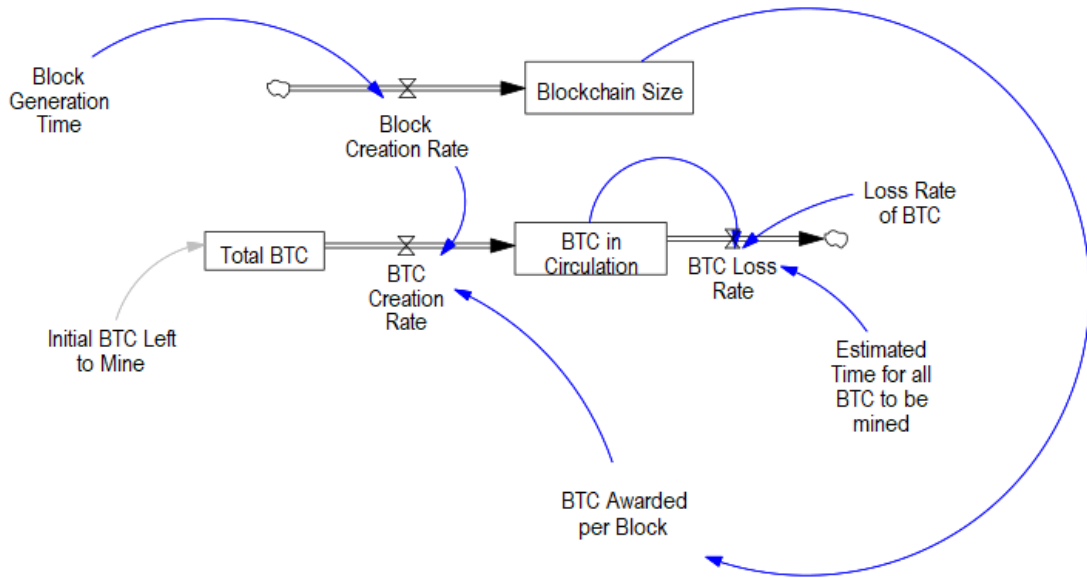 Block
Generation
Time
Blockchain Size
Block
Creation Rate
Loss Rate
of BTC
Total BTC
BTC in
Circulation
BTC
Creation
Rate
BTC Loss
Rate
Initial BTC Left
to Mine
Estimated
Time for all
BTC to be
mined
BTC Awarded
per Block